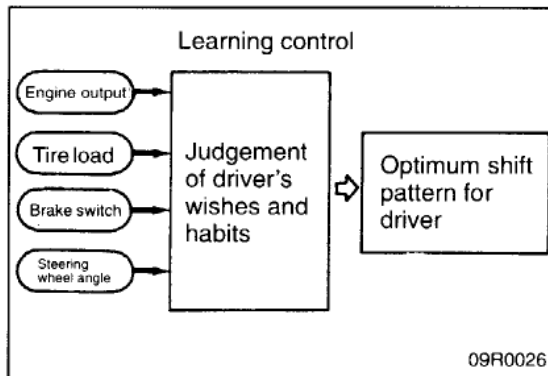 Learning control
Engine output
Tire load
Brake switch
Steering
wheel angle
Judgement
of driver's
wishes and
habits
Optimum shift
pattern for
driver
09R0026